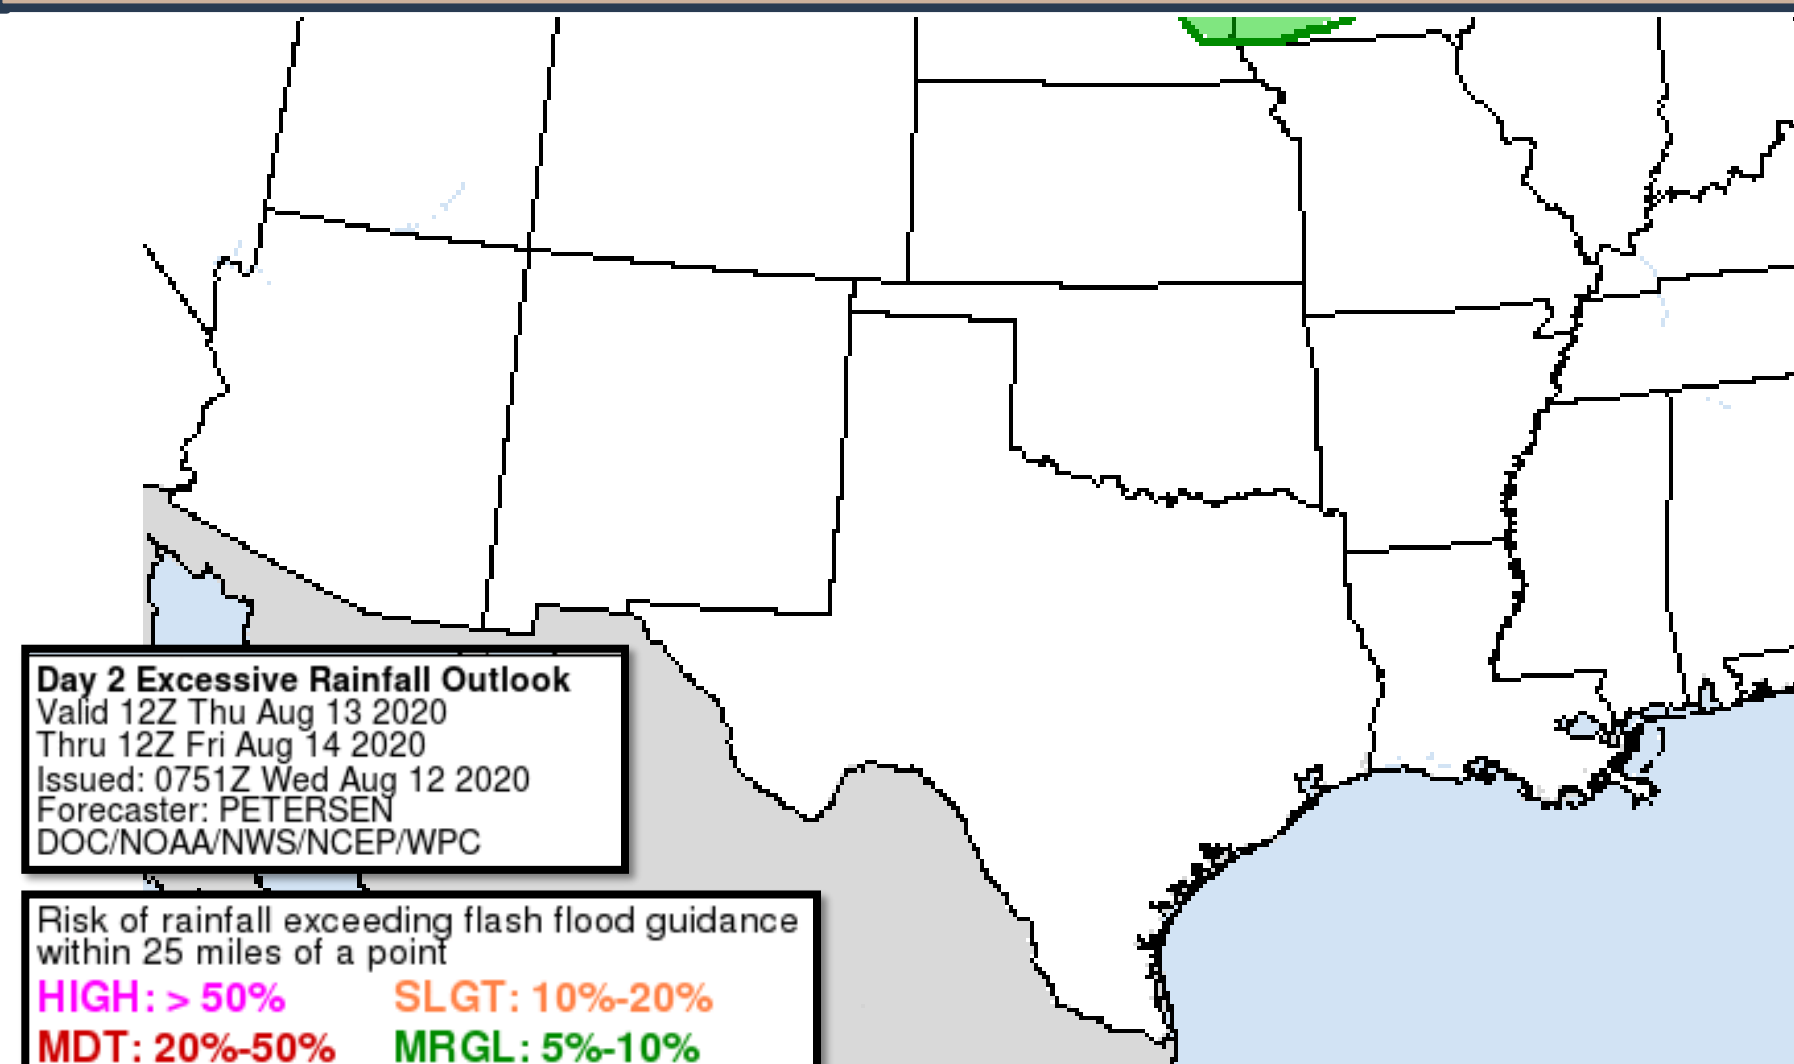 Day 2 Excessive Rainfall Outlook
Valid 12Z Thu Aug 13 2020
Thru 12Z Fri Aug 14 2020
Issued: 0751Z Wed Aug 12 2020
Forecaster: PETERSEN
DOC/NOAA/NWS/NCEP/WPC
Risk of rainfall exceeding flash flood guidance
within 25 miles of a point
HIGH: > 50% SLGT: 10%-20%
MDT: 20%-50% MRGL: 5%-10%